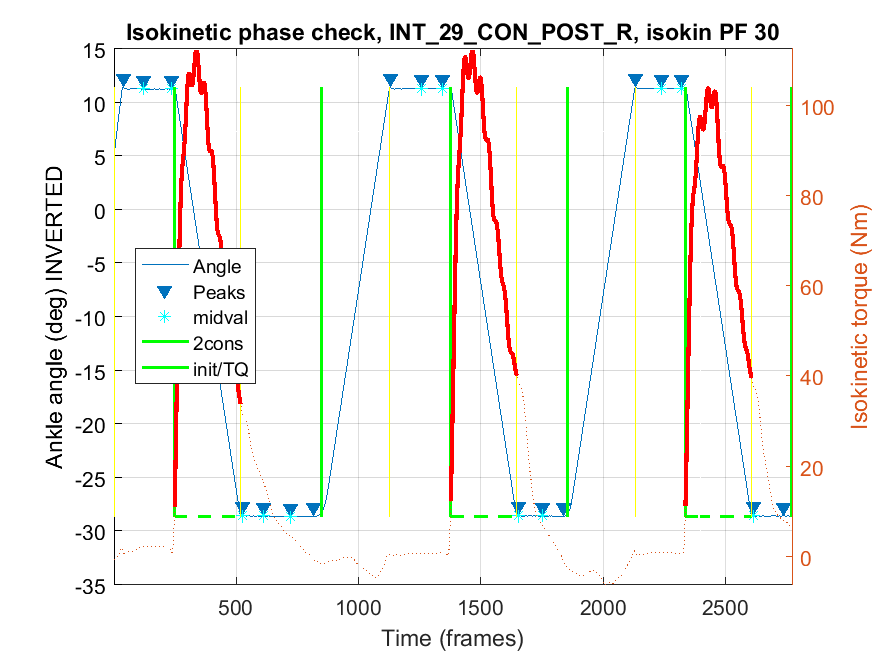 Isokinetic phase check, INT_29_CON_POST_R, isokin PF 30
Ankle angle (deg) INVERTED
15
10
5
0
-5
-10
-15
-20
-25
-30
-35
Angle
Peaks
midval
2cons
init/TQ
500
1000
1500
2000
2500
Time (frames)
100
80
60
40
20
0
Isokinetic torque (Nm)